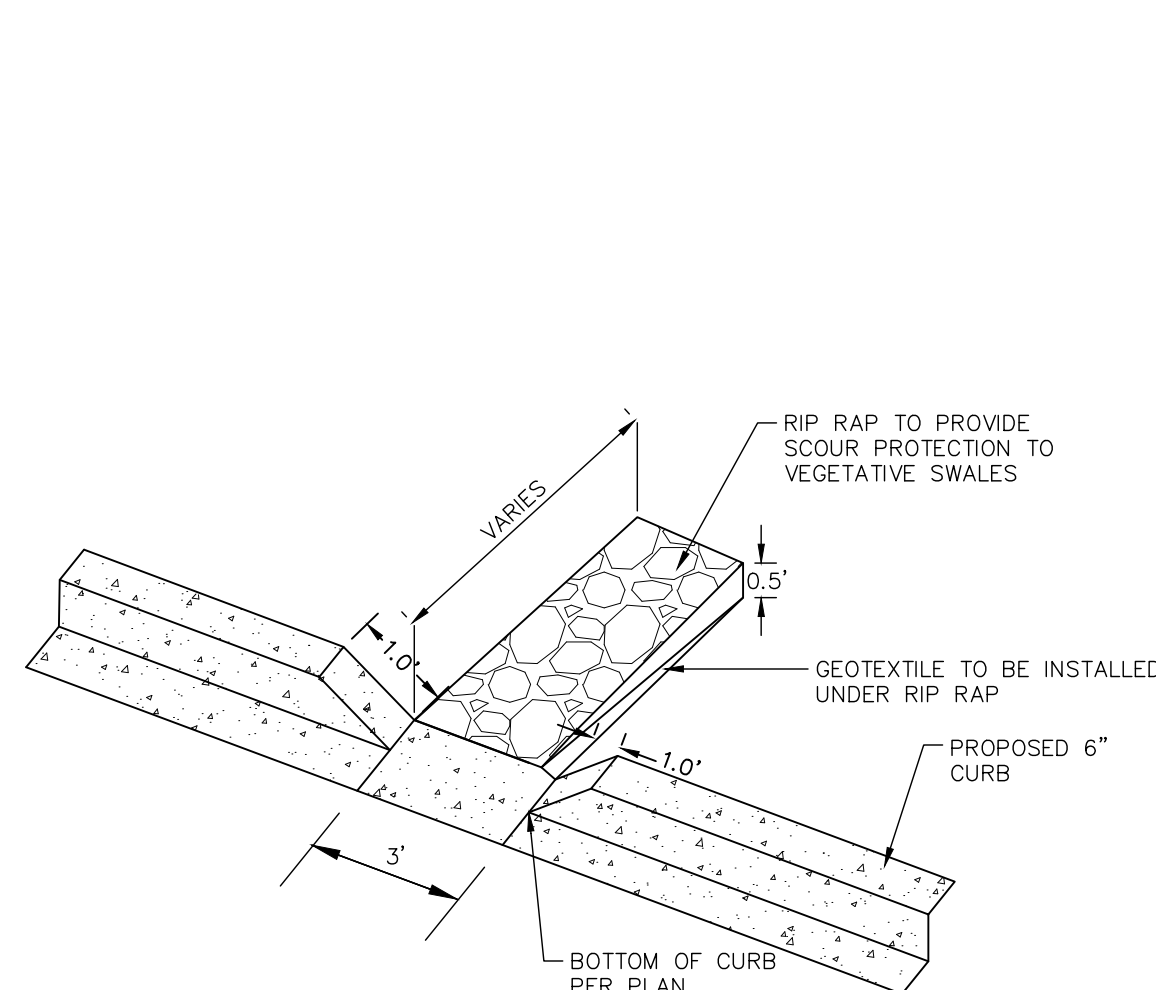 RIP RAP TO PROVIDE
SCOUR PROTECTION TO
VEGETATIVE SWALES
VARIES
0.5'
1.0'
GEOTEXTILE TO BE INSTALLED
UNDER RIP RAP
PROPOSED 6"
CURB
1.0'
3'
BOTTOM OF CURB
PER PLAN